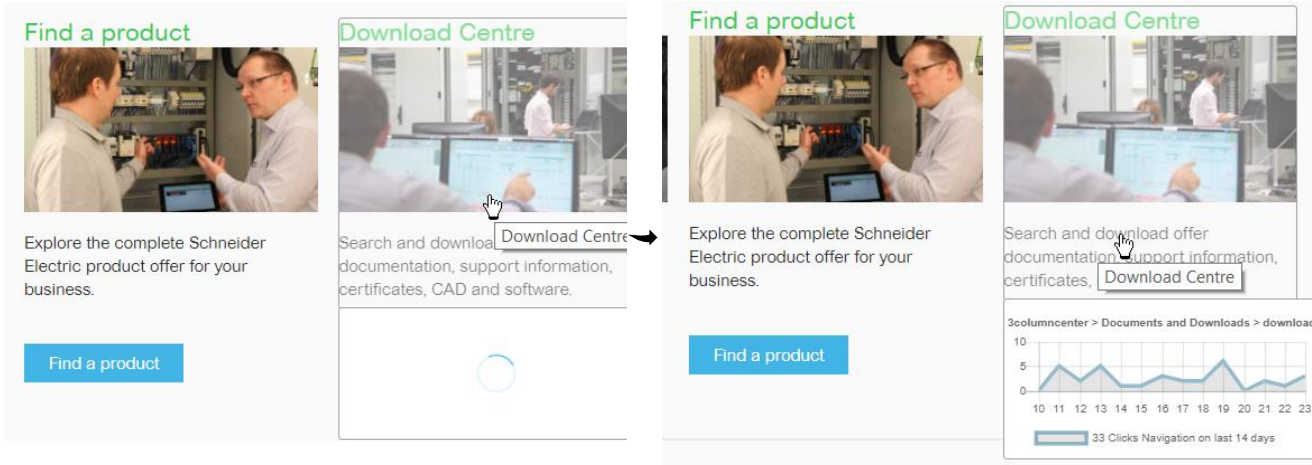 Find a product
Explore the complete Schneider
Electric product offer for your
business.
Find a product
Download Centre
Search and downloa
Download Centre
documentation, support information,
certificates, CAD and software.
Find a product
Explore the complete Schneider
Electric product offer for your
business.
Find a product
Download Centre
Search and download offer
documentation, support information,
certificates,
Download Centre
3columncenter > Documents and Downloads > download
10
5
0
10 11 12 13 14 15 16 17 18 19 20 21 22 23
33 Clicks Navigation on last 14 days